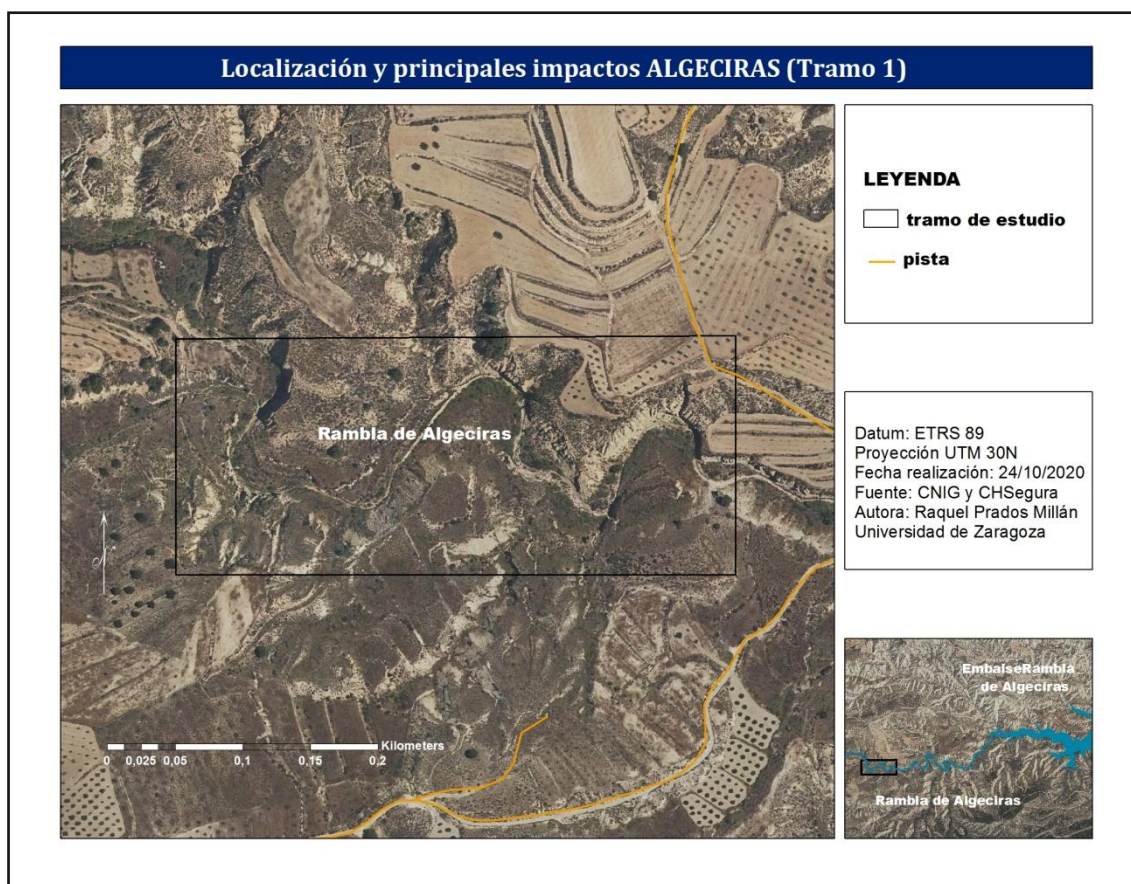 Localización y principales impactos ALGECIRAS (Tramo 1)
Rambla de Algeciras
Kilometers
0 0,025 0,05 0,1 0,15 0,2
LEYENDA
tramo de estudio
pista
Datum: ETRS 89
Proyección UTM 30N
Fecha realización: 24/10/2020
Fuente: CNIG y CHSegura
Autora: Raquel Prados Millán
Universidad de Zaragoza
EmbalseRambla
de Algeciras
Rambla de Algeciras